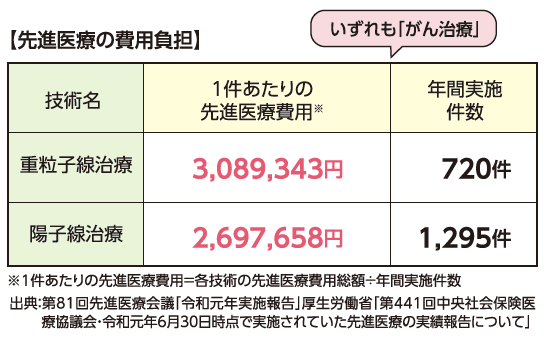 【先進医療の費用負担】
いずれも「がん治療」
技術名
1件あたりの
先進医療費用※
年間実施
件数
重粒子線治療
3,089,343円
720件
陽子線治療
2,697,658円
1,295件
※1件あたりの先進医療費用=各技術の先進医療費用総額÷年間実施件数
出典:第81回先進医療会議「令和元年実施報告」厚生労働省「第441回中央社会保険医
療協議会・令和元年6月30日時点で実施されていた先進医療の実績報告について」